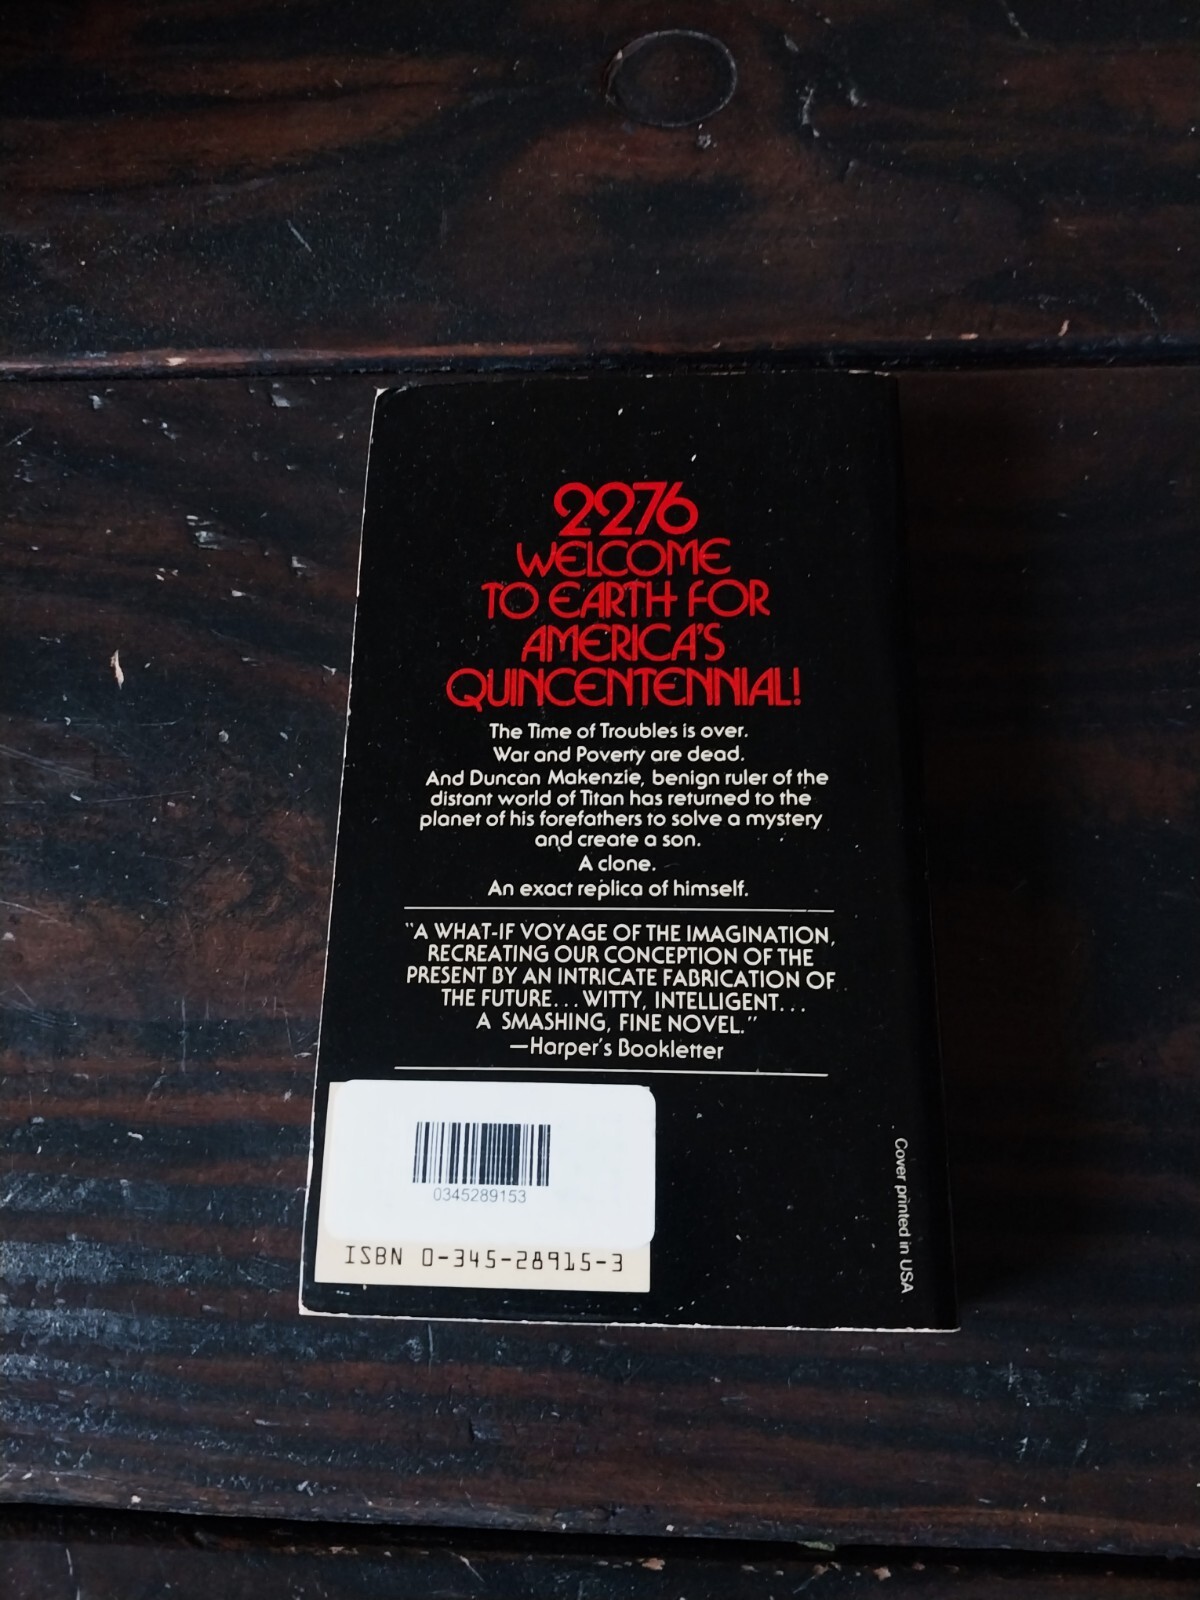 2276
WELCOME
TO EARTH FOR
AMERICA'S
QUINCENTENNIAL!
The Time of Troubles is over.
War and Poverty are dead.
And Duncan Makenzie, benign ruler of the
distant world of Titan has returned to the
planet of his forefathers to solve a mystery
and create a son.
A clone.
An exact replica of himself.
"A WHAT-IF VOYAGE OF THE IMAGINATION,
RECREATING OUR CONCEPTION OF THE
PRESENT BY AN INTRICATE FABRICATION OF
THE FUTURE...WITTY, INTELLIGENT...
A SMASHING, FINE NOVEL."
—Harper's Bookletter
0345289153
ISBN 0-345-28915-3
Cover printed in USA